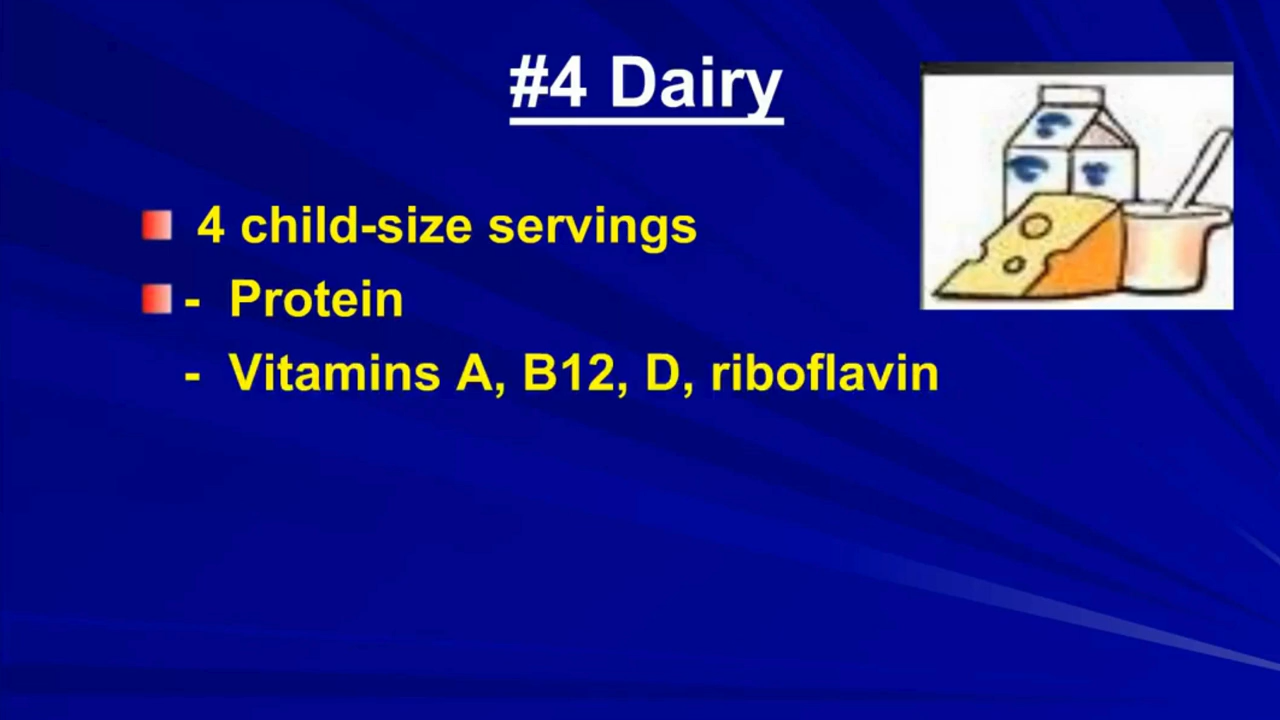 #4 Dairy
4 child-size servings
- Protein
- Vitamins A, B12, D, riboflavin